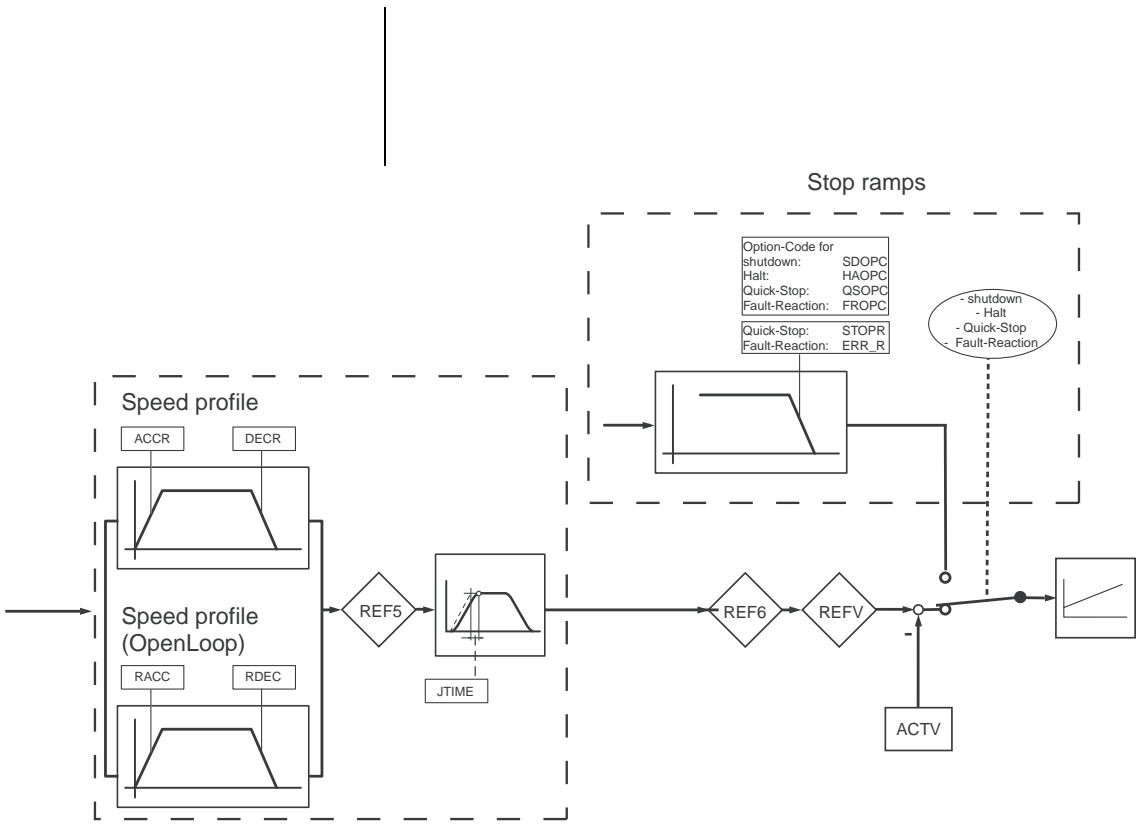 Stop ramps
Option-Code for
shutdown: SDOPC
Halt: HAOPC
Quick-Stop: QSOPC
Fault-Reaction: FROPC
Quick-Stop: STOPR
Fault-Reaction: ERR_R
- shutdown
- Halt
- Quick-Stop
- Fault-Reaction
Speed profile
ACCR
DECR
Speed profile
(OpenLoop)
RACC
RDEC
REF5
JTIME
REF6
REFV
-
ACTV